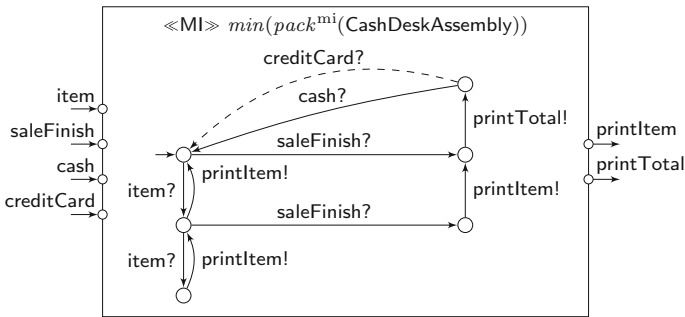 ≪MI≫ min(pack^mi(CashDeskAssembly))
creditCard?
cash?
item
printTotal!
saleFinish
printItem
saleFinish?
cash
printTotal
item?
printItem!
printItem!
creditCard
saleFinish?
item?
printItem!